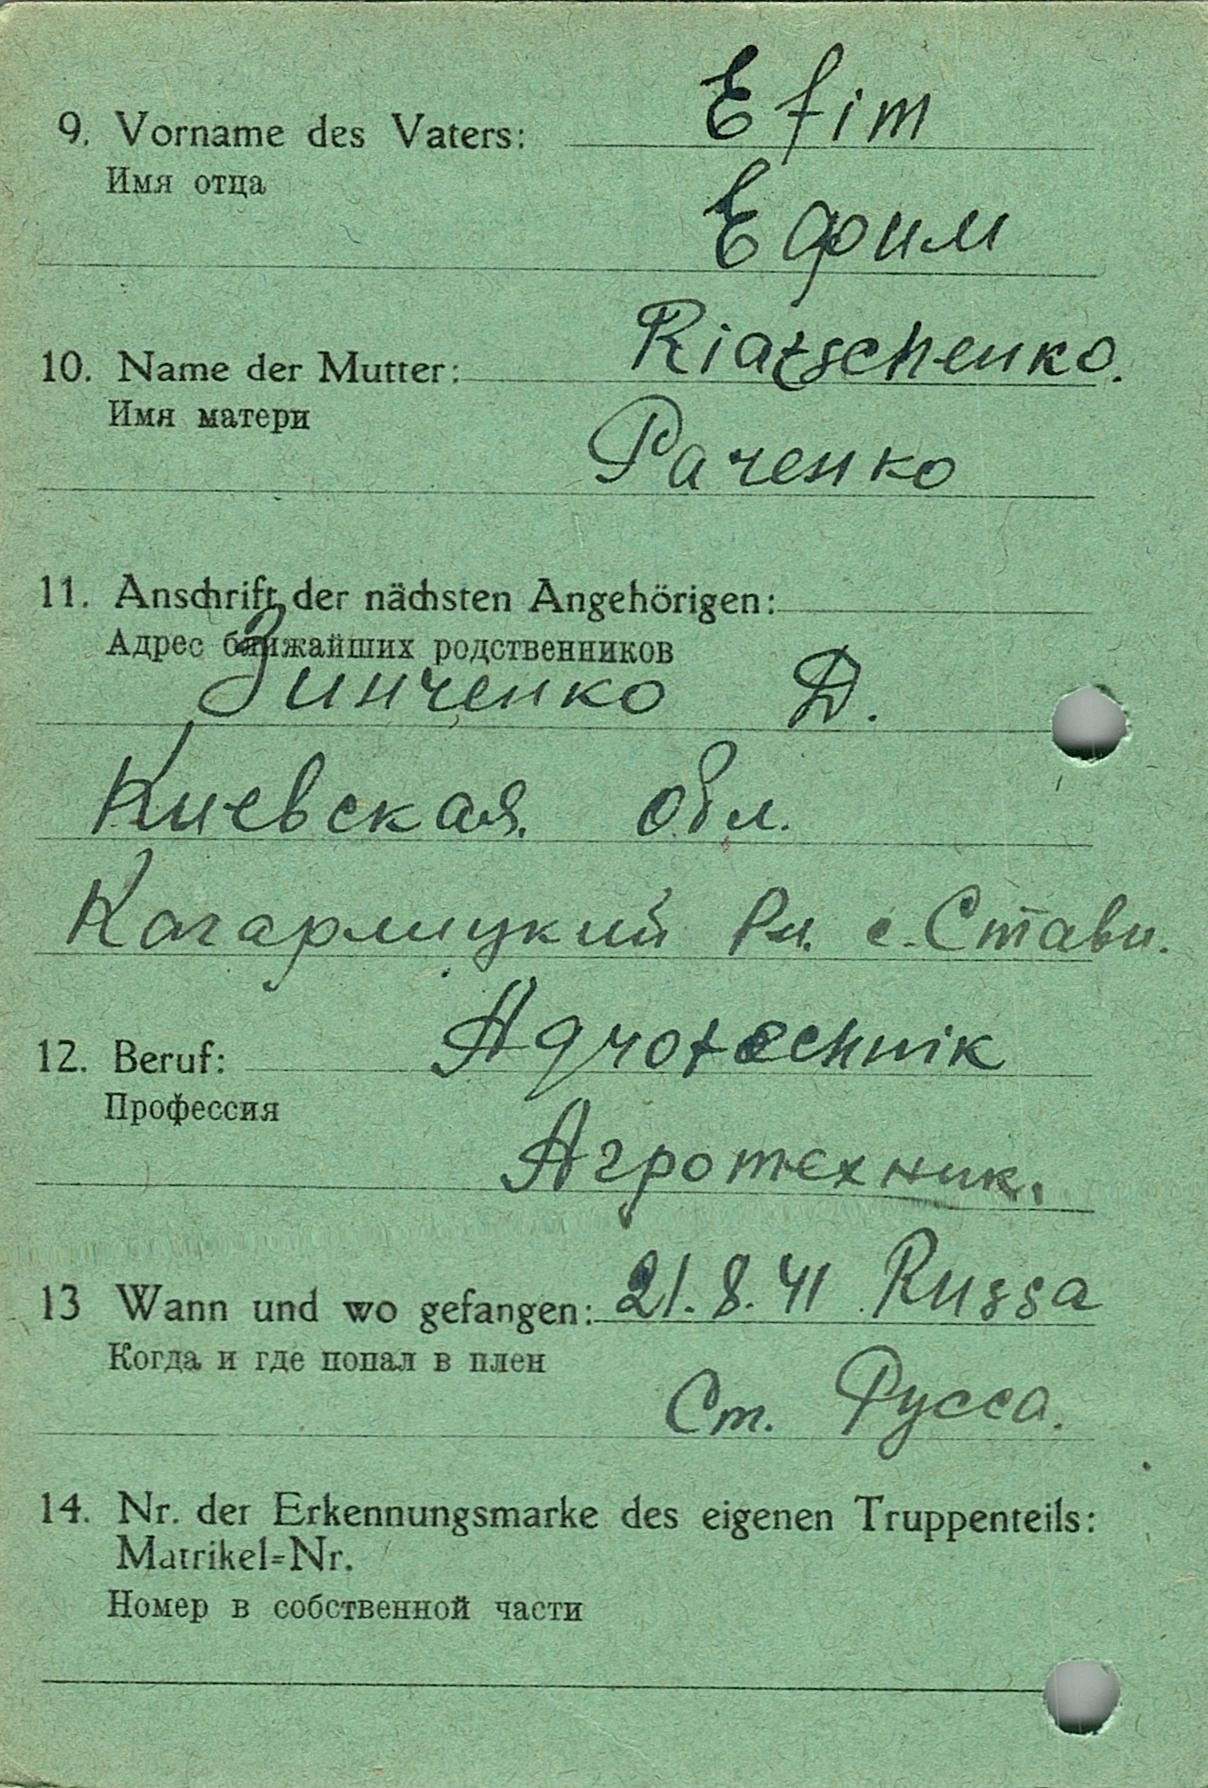 Efim
9. Vorname des Vaters:
Имя отца
Ефим
Riatschenko.
10. Name der Mutter:
Имя матери
Раченко
11. Anschrift der nächsten Angehörigen:
Адрес ближайших родственников
Зинченко Д.
Киевская обл.
Кагарлицкий Рн. с. Стави.
12. Beruf: Agrotechnik
Профессия
Агротехник.
13 Wann und wo gefangen: 21.8.41 Russa
Когда и где попал в плен
Ст. Русса.
14. Nr. der Erkennungsmarke des eigenen Truppenteils:
Matrikel=Nr.
Номер в собственной части